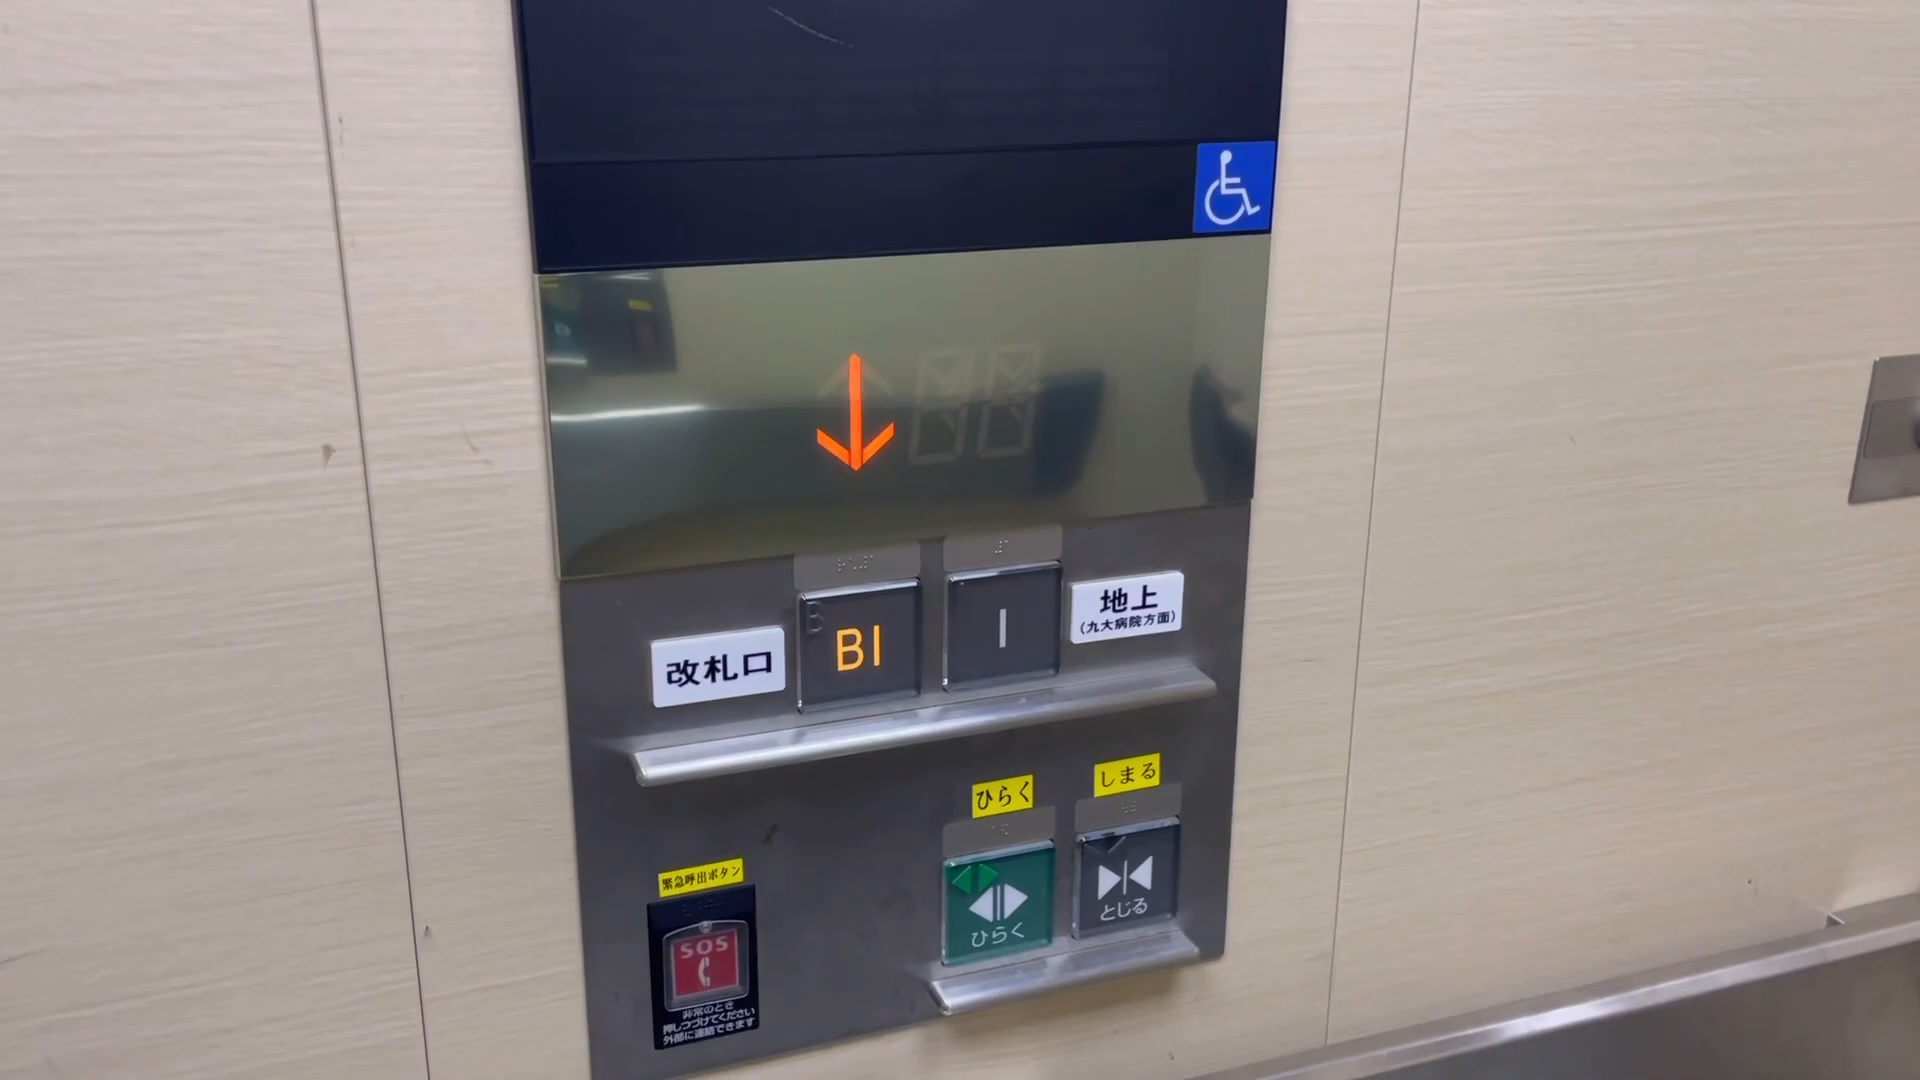 改札口
B1
1
地上
(九大病院方面)
ひらく
しまる
ひらく
とじる
緊急呼出ボタン
SOS
非常のとき
押しつづけてください
外部に連絡できます